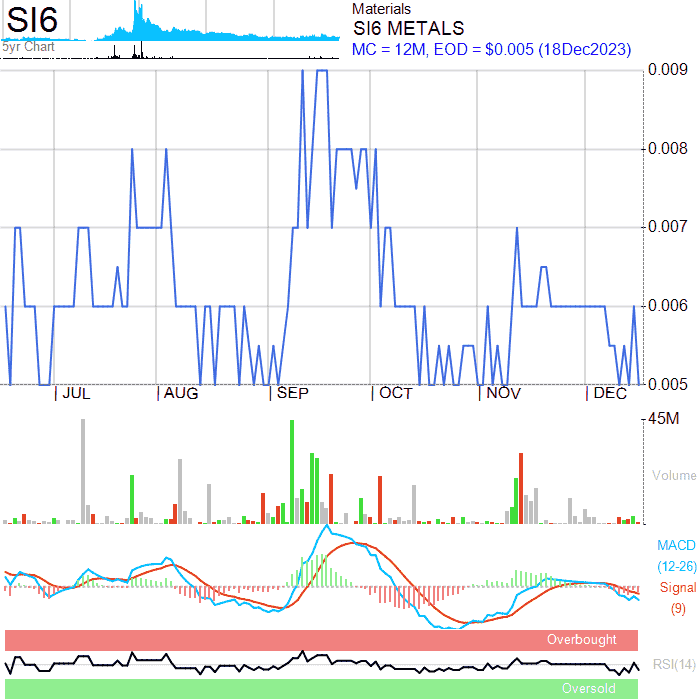 SI6
5yr Chart
Materials
SI6 METALS
MC = 12M, EOD = $0.005 (18Dec2023)
0.009
0.008
0.007
0.006
0.005
JUL AUG SEP OCT NOV DEC
45M
Volume
MACD
(12-26)
Signal
(9)
Overbought
RSI(14)
Oversold